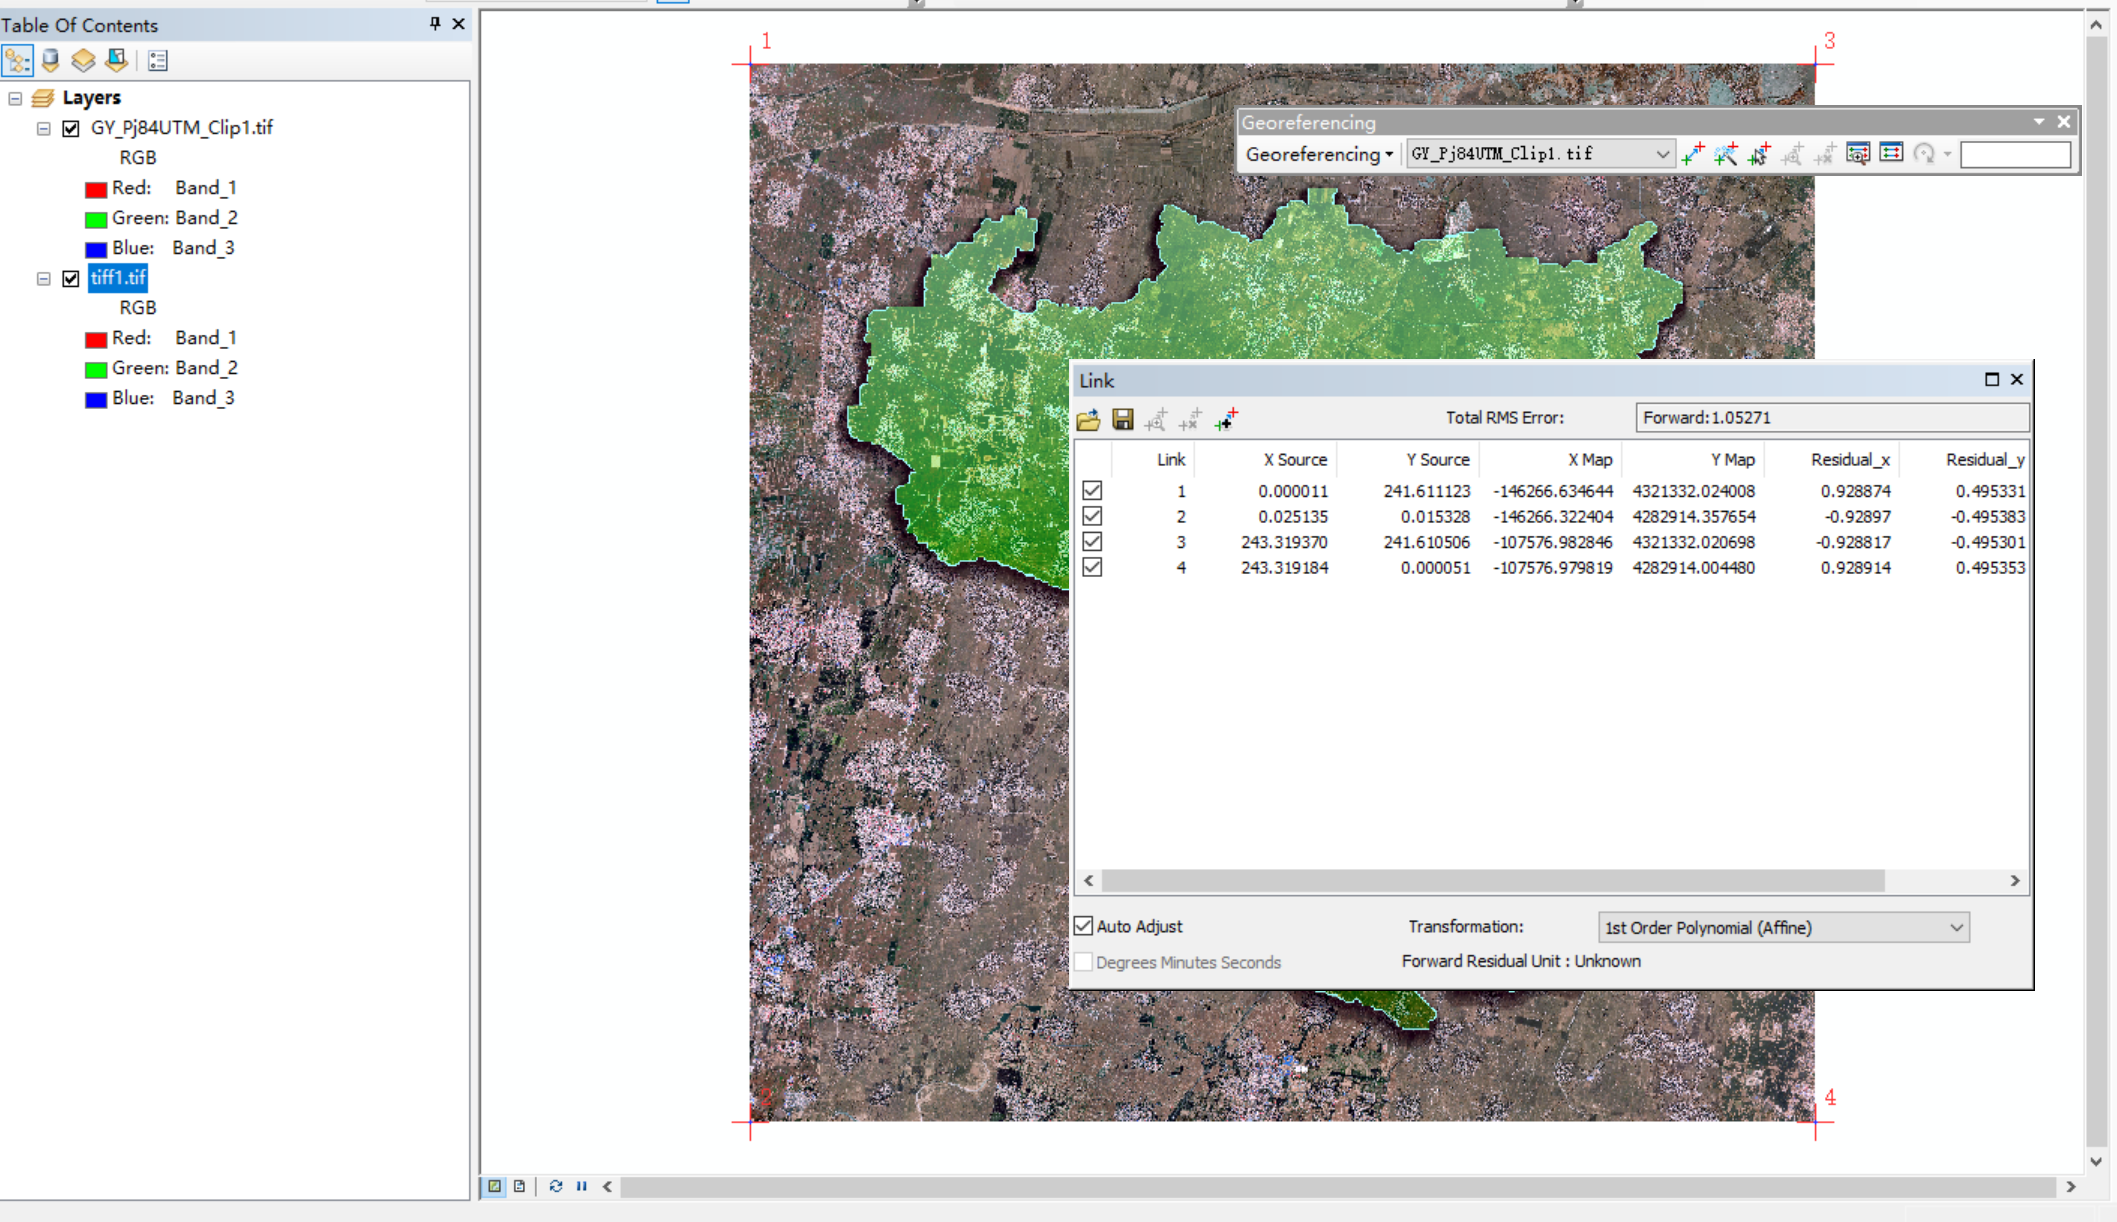 Table Of Contents
Layers
GY_Pj84UTM_Clip1.tif
RGB
Red: Band_1
Green: Band_2
Blue: Band_3
tiff1.tif
RGB
Red: Band_1
Green: Band_2
Blue: Band_3
1
3
Georeferencing
Georeferencing GY_Pj84UTM_Clip1.tif
Link
Total RMS Error: Forward:1.05271
Link X Source Y Source X Map Y Map Residual_x Residual_y
1 0.000011 241.611123 -146266.634644 4321332.024008 0.928874 0.495331
2 0.025135 0.015328 -146266.322404 4282914.357654 -0.92897 -0.495383
3 243.319370 241.610506 -107576.982846 4321332.020698 -0.928817 -0.495301
4 243.319184 0.000051 -107576.979819 4282914.004480 0.928914 0.495353
Auto Adjust Transformation: 1st Order Polynomial (Affine)
Degrees Minutes Seconds Forward Residual Unit : Unknown
2
4